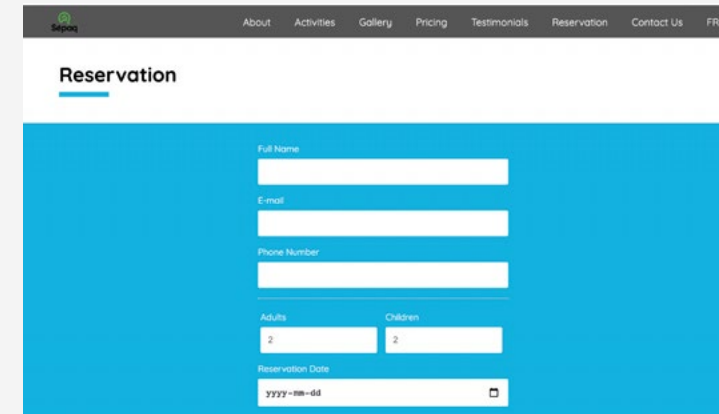 Sépaq About Activities Gallery Pricing Testimonials Reservation Contact Us FR
Reservation
Full Name
E-mail
Phone Number
Adults Children
2 2
Reservation Date
yyyy-mm-dd